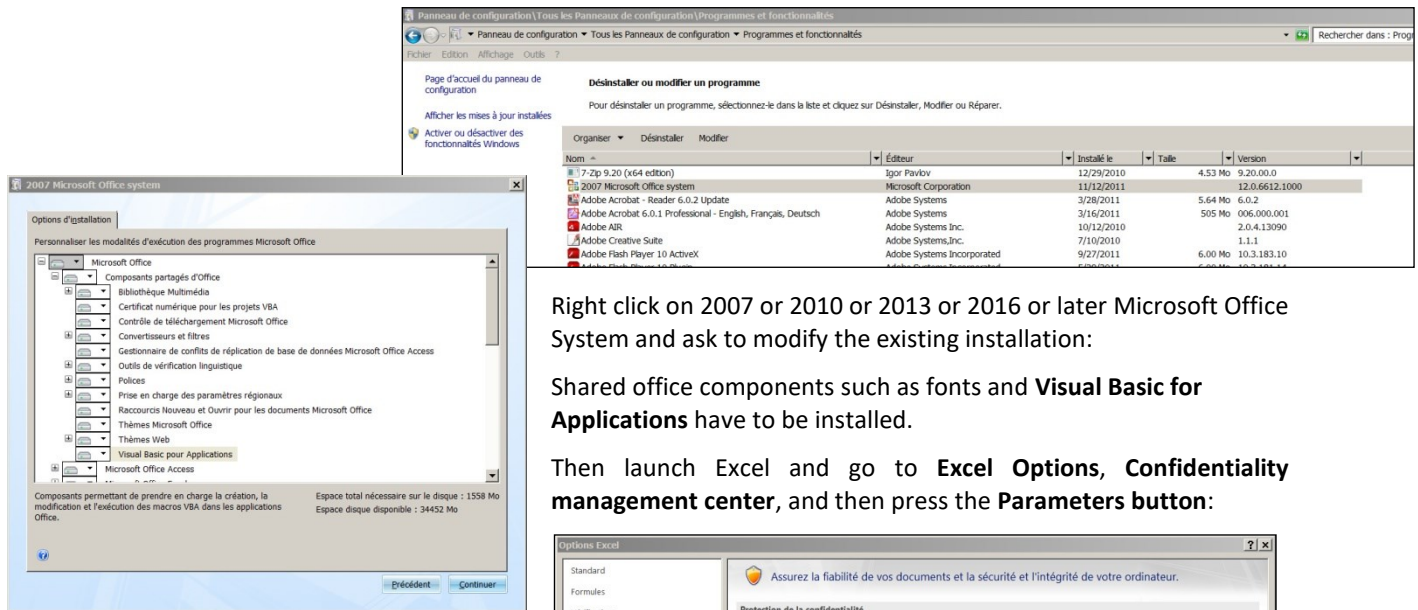 Panneau de configuration\Tous les Panneaux de configuration\Programmes et fonctionnalités
Panneau de configuration Tous les Panneaux de configuration Programmes et fonctionnalités
Rechercher dans : Progr
Fichier Edition Affichage Outils ?
Page d'accueil du panneau de
configuration
Afficher les mises à jour installées
Activer ou désactiver des
fonctionnalités Windows
Désinstaller ou modifier un programme
Pour désinstaller un programme, sélectionnez-le dans la liste et cliquez sur Désinstaller, Modifier ou Réparer.
Organiser Désinstaller Modifier
Nom Éditeur Installé le Taille Version
7-Zip 9.20 (x64 edition) Igor Pavlov 12/29/2010 4.53 Mo 9.20.00.0
2007 Microsoft Office system Microsoft Corporation 11/12/2011 12.0.6612.1000
Adobe Acrobat - Reader 6.0.2 Update Adobe Systems 3/28/2011 5.64 Mo 6.0.2
Adobe Acrobat 6.0.1 Professional - English, Français, Deutsch Adobe Systems 3/16/2011 505 Mo 006.000.001
Adobe AIR Adobe Systems Inc. 10/12/2010 2.0.4.13090
Adobe Creative Suite Adobe Systems,Inc. 7/10/2010 1.1.1
Adobe Flash Player 10 ActiveX Adobe Systems Incorporated 9/27/2011 6.00 Mo 10.3.183.10
2007 Microsoft Office system
Options d'installation
Personnaliser les modalités d'exécution des programmes Microsoft Office
Microsoft Office
Composants partagés d'Office
Bibliothèque Multimédia
Certificat numérique pour les projets VBA
Contrôle de téléchargement Microsoft Office
Convertisseurs et filtres
Gestionnaire de conflits de réplication de base de données Microsoft Office Access
Outils de vérification linguistique
Polices
Prise en charge des paramètres régionaux
Raccourcis Nouveau et Ouvrir pour les documents Microsoft Office
Thèmes Microsoft Office
Thèmes Web
Visual Basic pour Applications
Microsoft Office Access
Composants permettant de prendre en charge la création, la
modification et l'exécution des macros VBA dans les applications
Office.
Espace total nécessaire sur le disque : 1558 Mo
Espace disque disponible : 34452 Mo
Précédent Continuer
Right click on 2007 or 2010 or 2013 or 2016 or later Microsoft Office
System and ask to modify the existing installation:
Shared office components such as fonts and Visual Basic for
Applications have to be installed.
Then launch Excel and go to Excel Options, Confidentiality
management center, and then press the Parameters button:
Options Excel
Standard
Formules
Assurez la fiabilité de vos documents et la sécurité et l'intégrité de votre ordinateur.